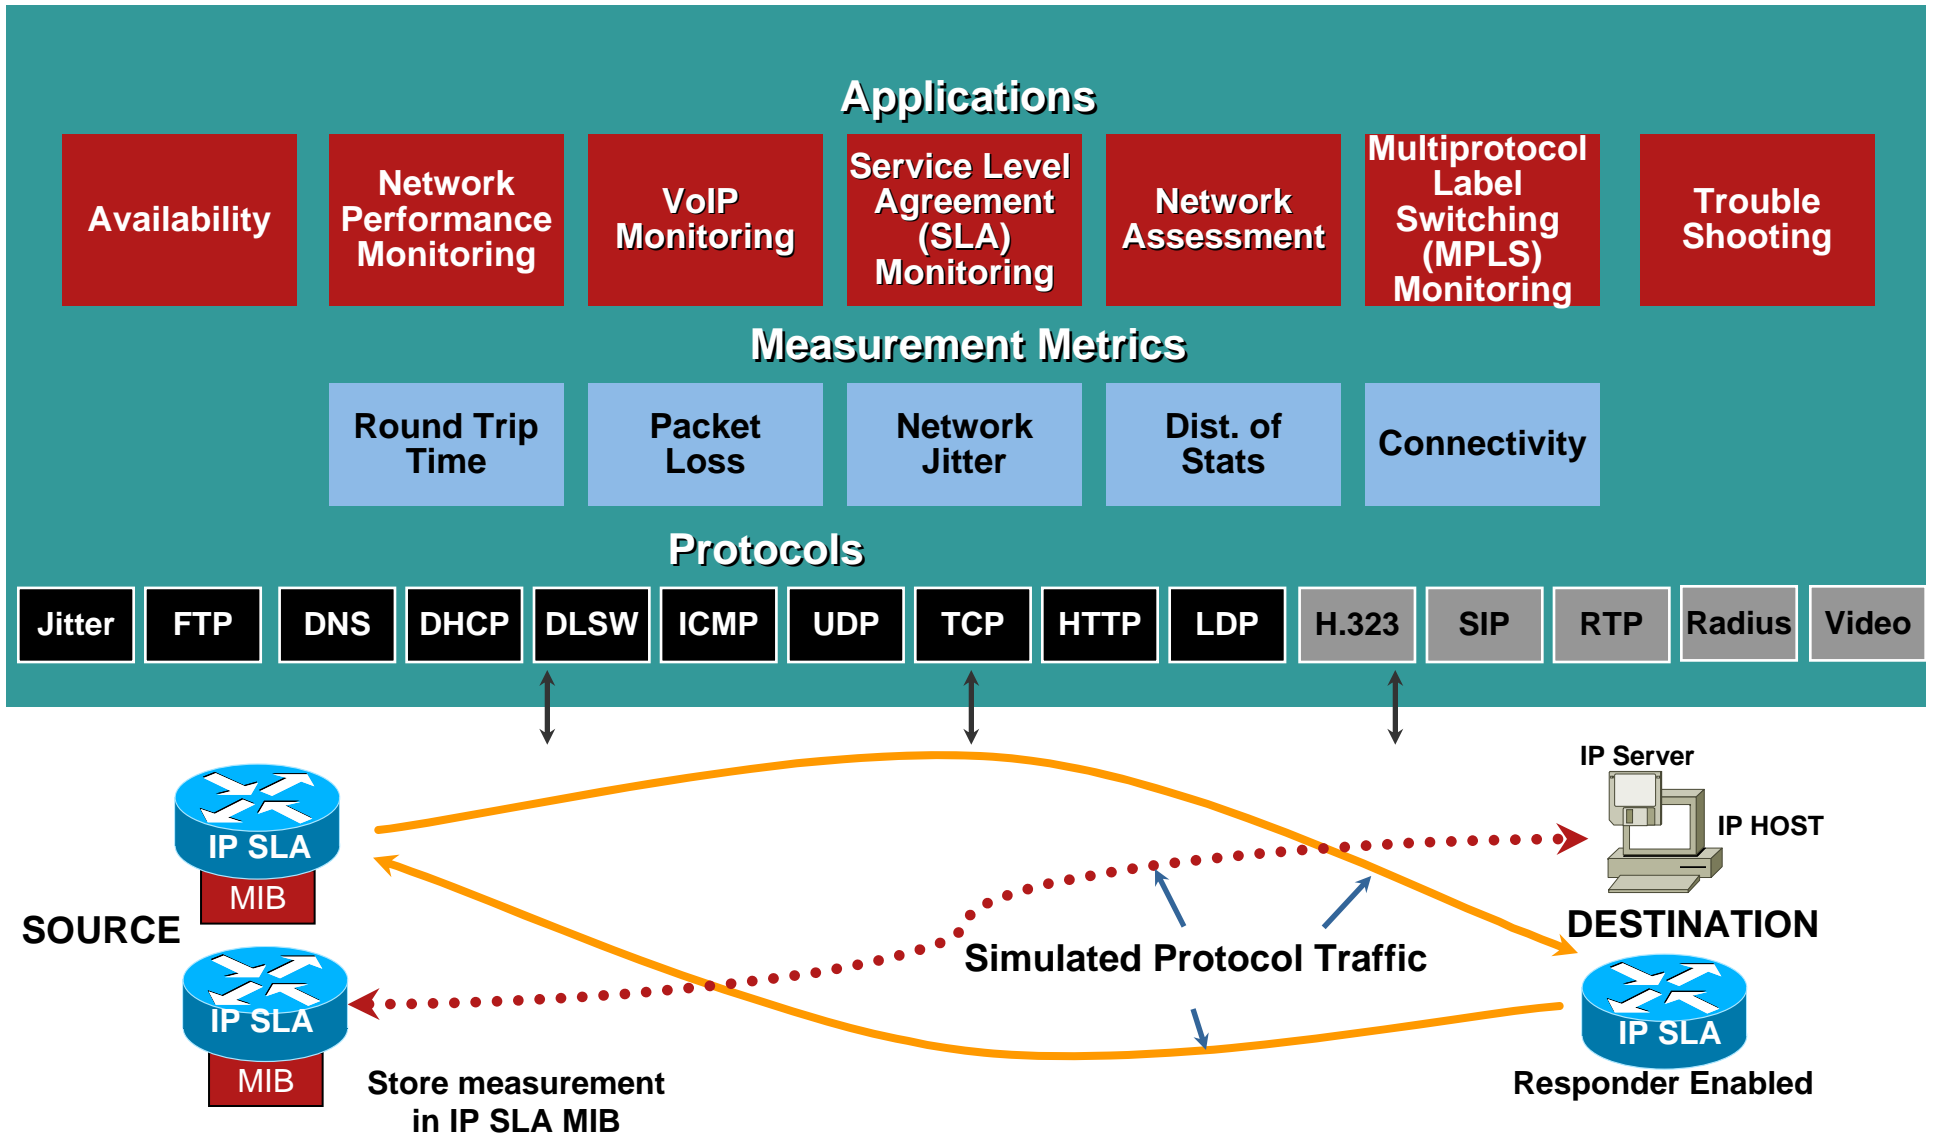 Applications
Availability
Network
Performance
Monitoring
VoIP
Monitoring
Service Level
Agreement
(SLA)
Monitoring
Network
Assessment
Multiprotocol
Label
Switching
(MPLS)
Monitoring
Trouble
Shooting
Measurement Metrics
Round Trip
Time
Packet
Loss
Network
Jitter
Dist. of
Stats
Connectivity
Protocols
Jitter
FTP
DNS
DHCP
DLSW
ICMP
UDP
TCP
HTTP
LDP
H.323
SIP
RTP
Radius
Video
IP Server
IP HOST
IP SLA
MIB
SOURCE
DESTINATION
Simulated Protocol Traffic
IP SLA
MIB
IP SLA
Responder Enabled
Store measurement
in IP SLA MIB